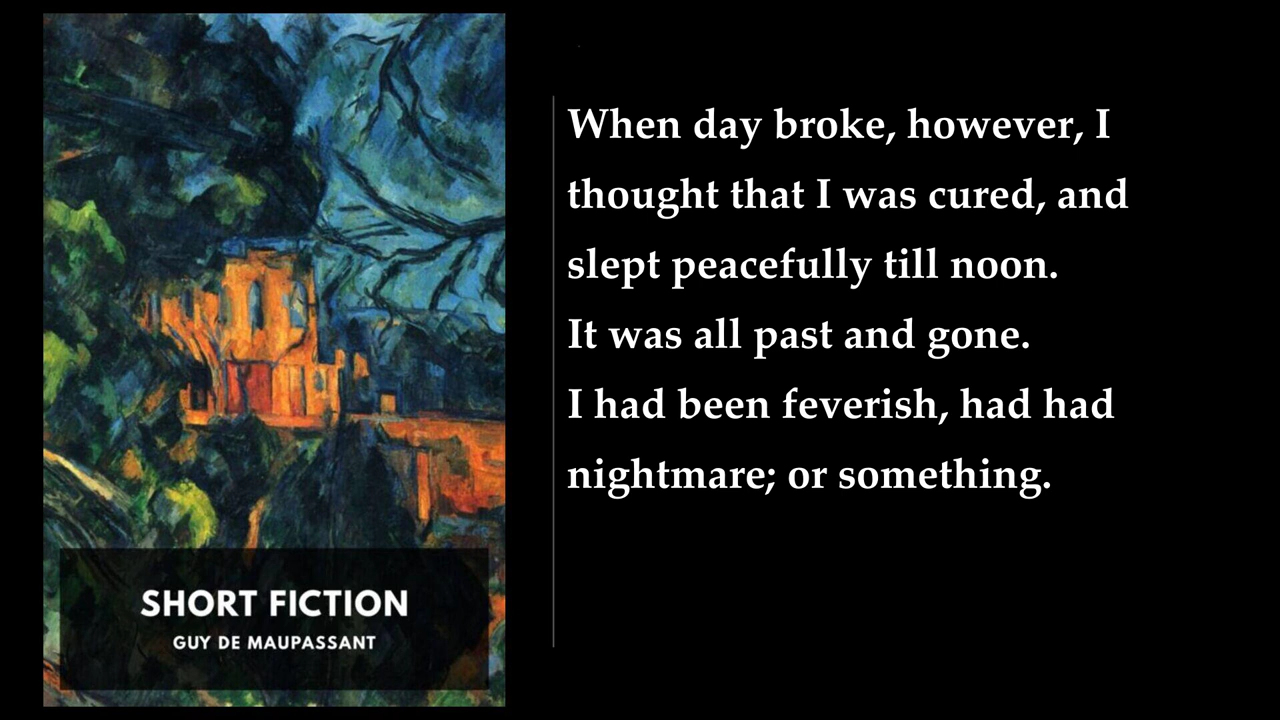 When day broke, however, I
thought that I was cured, and
slept peacefully till noon.
It was all past and gone.
I had been feverish, had had
nightmare; or something.
SHORT FICTION
GUY DE MAUPASSANT